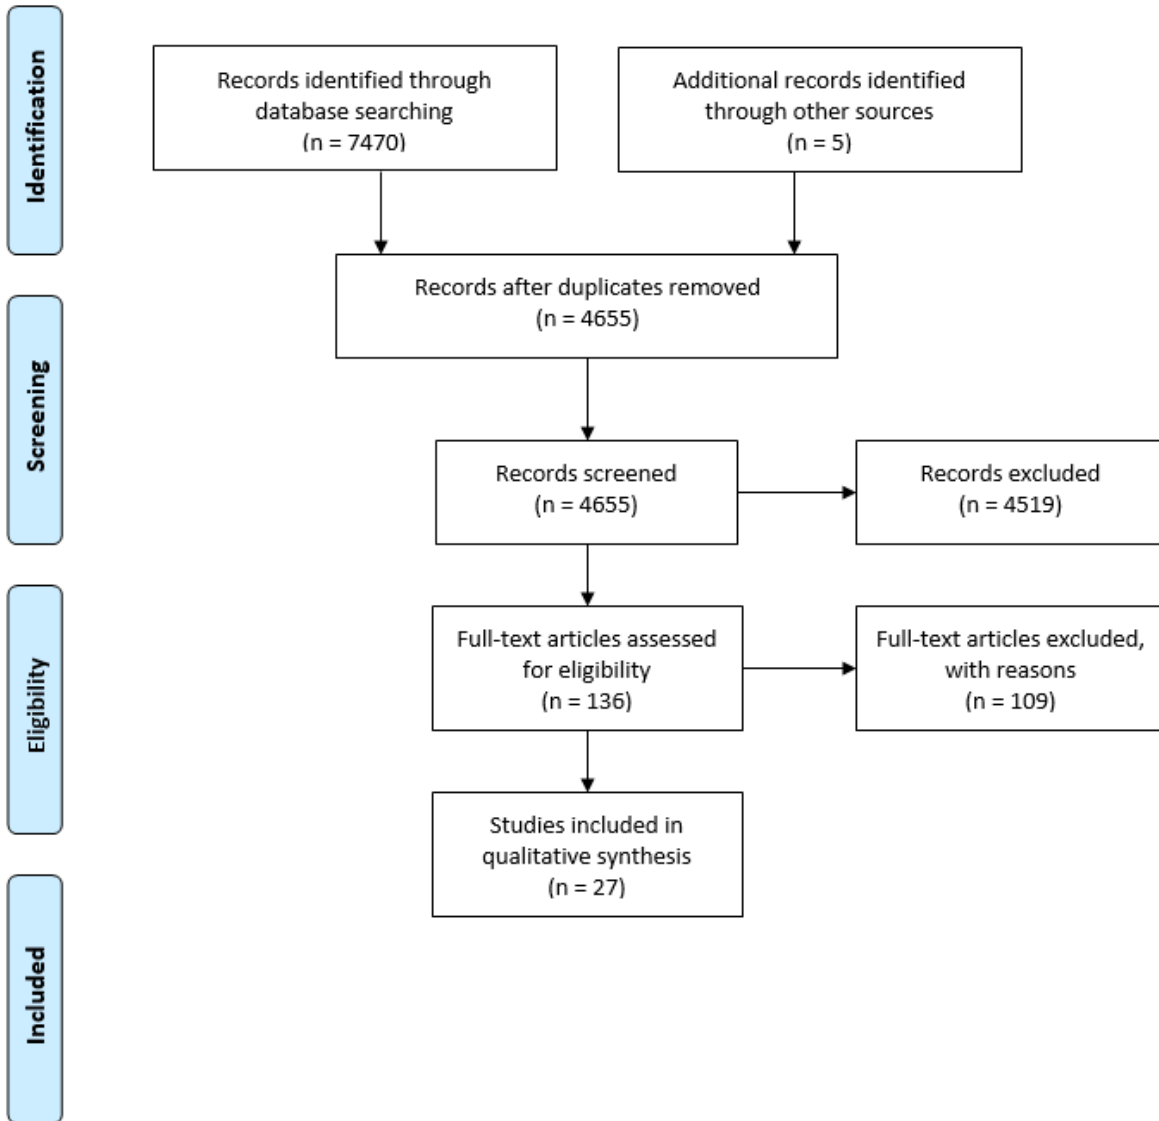 Identification
Records identified through
database searching
(n = 7470)
Additional records identified
through other sources
(n = 5)
Records after duplicates removed
(n = 4655)
Screening
Records screened
(n = 4655)
Records excluded
(n = 4519)
Eligibility
Full-text articles assessed
for eligibility
(n = 136)
Full-text articles excluded,
with reasons
(n = 109)
Studies included in
qualitative synthesis
(n = 27)
Included